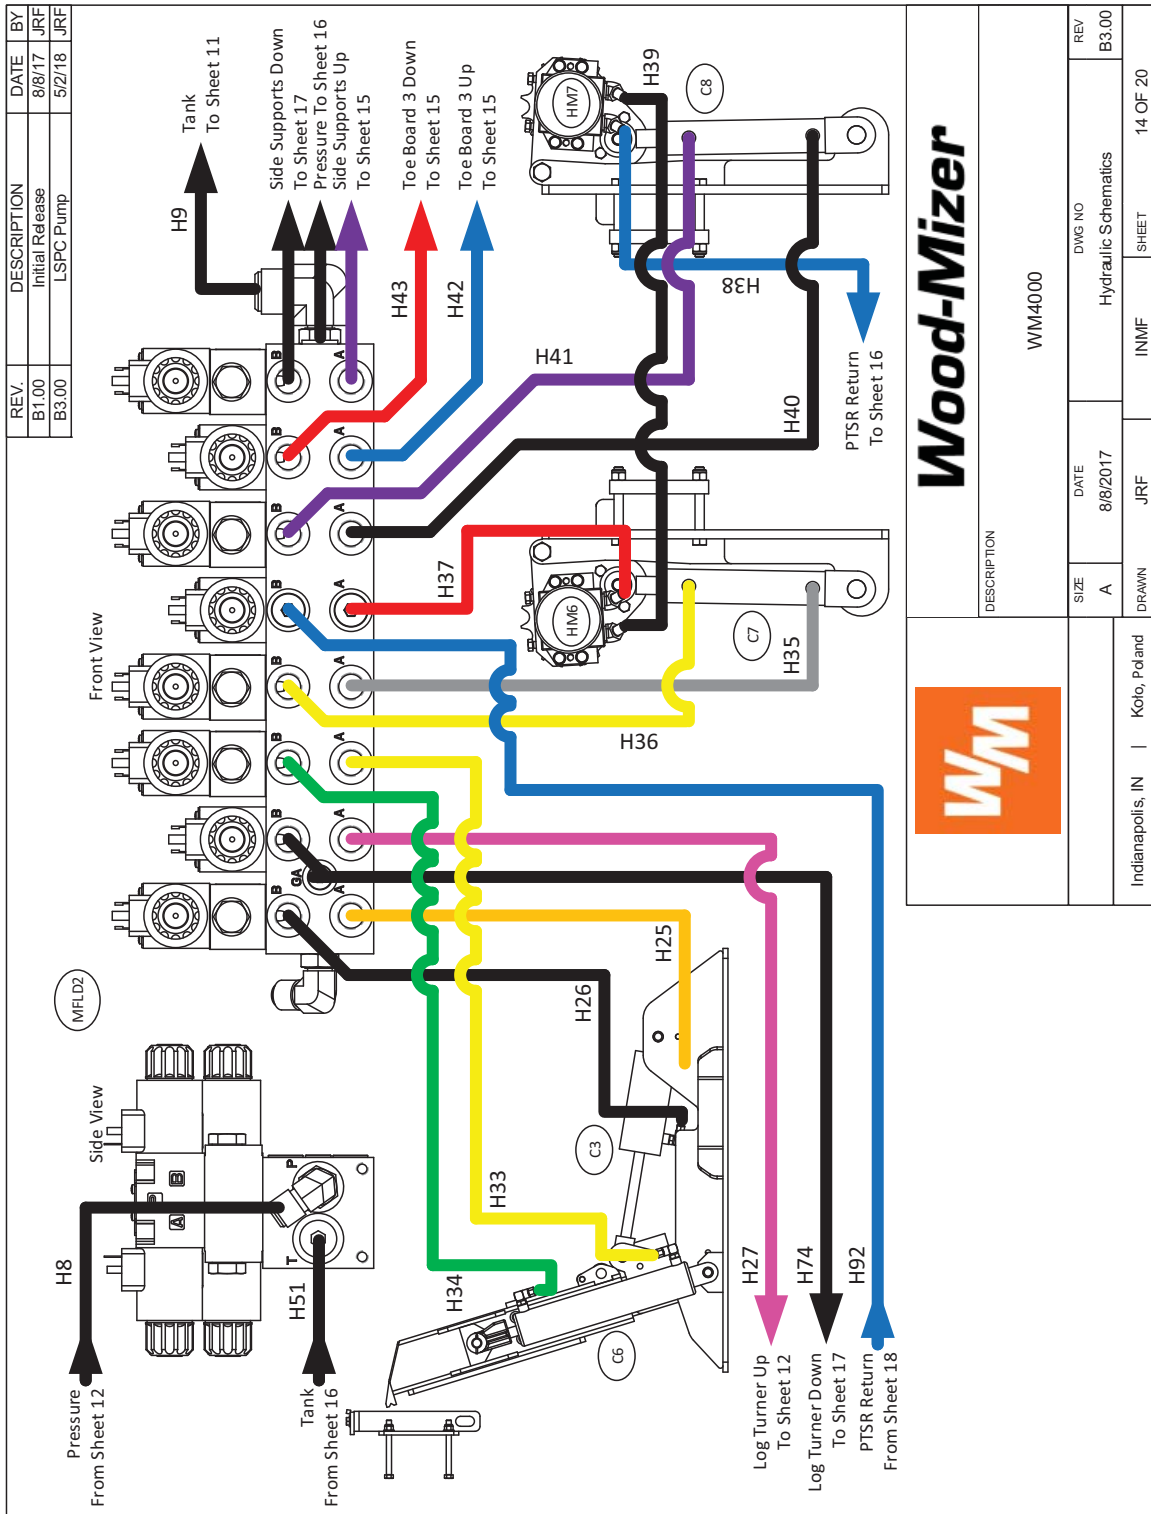 REV.	DESCRIPTION	DATE	BY
B1.00	Initial Release	8/8/17	JRF
B3.00	LSPC Pump	5/2/18	JRF
Side View
Front View
MFLD2
Pressure
From Sheet 12
H8
Tank
From Sheet 16
H51
P
T
A
B
P
B
B
B
B
B
B
B
B
A
A
A
A
A
A
A
A
GA
H9
Tank
To Sheet 11
Side Supports Down
To Sheet 17
Pressure To Sheet 16
Side Supports Up
To Sheet 15
Toe Board 3 Down
To Sheet 15
Toe Board 3 Up
To Sheet 15
H43
H42
H41
H40
H39
H38
H37
H36
H35
H34
H33
H26
H25
H27
H74
H92
HM7
HM6
C8
C7
C3
C6
PTSR Return
To Sheet 16
Log Turner Up
To Sheet 12
Log Turner Down
To Sheet 17
PTSR Return
From Sheet 18
WM
Wood-Mizer
Indianapolis, IN | Koło, Poland
DESCRIPTION
WM4000
SIZE
A
DATE
8/8/2017
DWG NO
Hydraulic Schematics
REV
B3.00
DRAWN
JRF
INMF
SHEET
14 OF 20